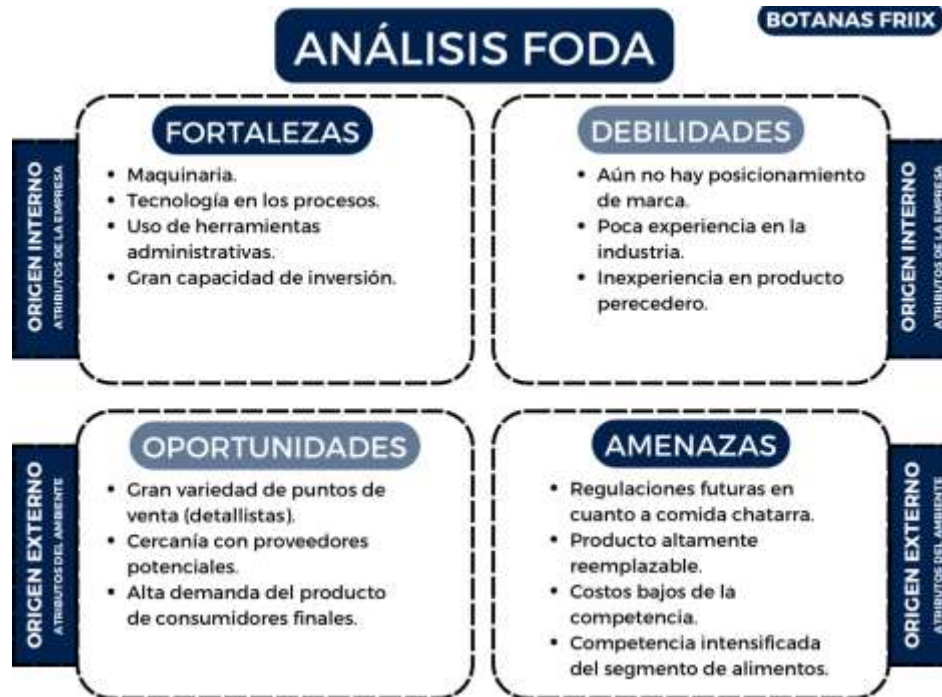 BOTANAS FRIIX
ANÁLISIS FODA
ORIGEN INTERNO
ATRIBUTOS DE LA EMPRESA
FORTALEZAS
• Maquinaria.
• Tecnología en los procesos.
• Uso de herramientas
administrativas.
• Gran capacidad de inversión.
DEBILIDADES
• Aún no hay posicionamiento
de marca.
• Poca experiencia en la
industria.
• Inexperiencia en producto
perecedero.
ORIGEN INTERNO
ATRIBUTOS DE LA EMPRESA
ORIGEN EXTERNO
ATRIBUTOS DEL AMBIENTE
OPORTUNIDADES
• Gran variedad de puntos de
venta (detallistas).
• Cercanía con proveedores
potenciales.
• Alta demanda del producto
de consumidores finales.
AMENAZAS
• Regulaciones futuras en
cuanto a comida chatarra.
• Producto altamente
reemplazable.
• Costos bajos de la
competencia.
• Competencia intensificada
del segmento de alimentos.
ORIGEN EXTERNO
ATRIBUTOS DEL AMBIENTE